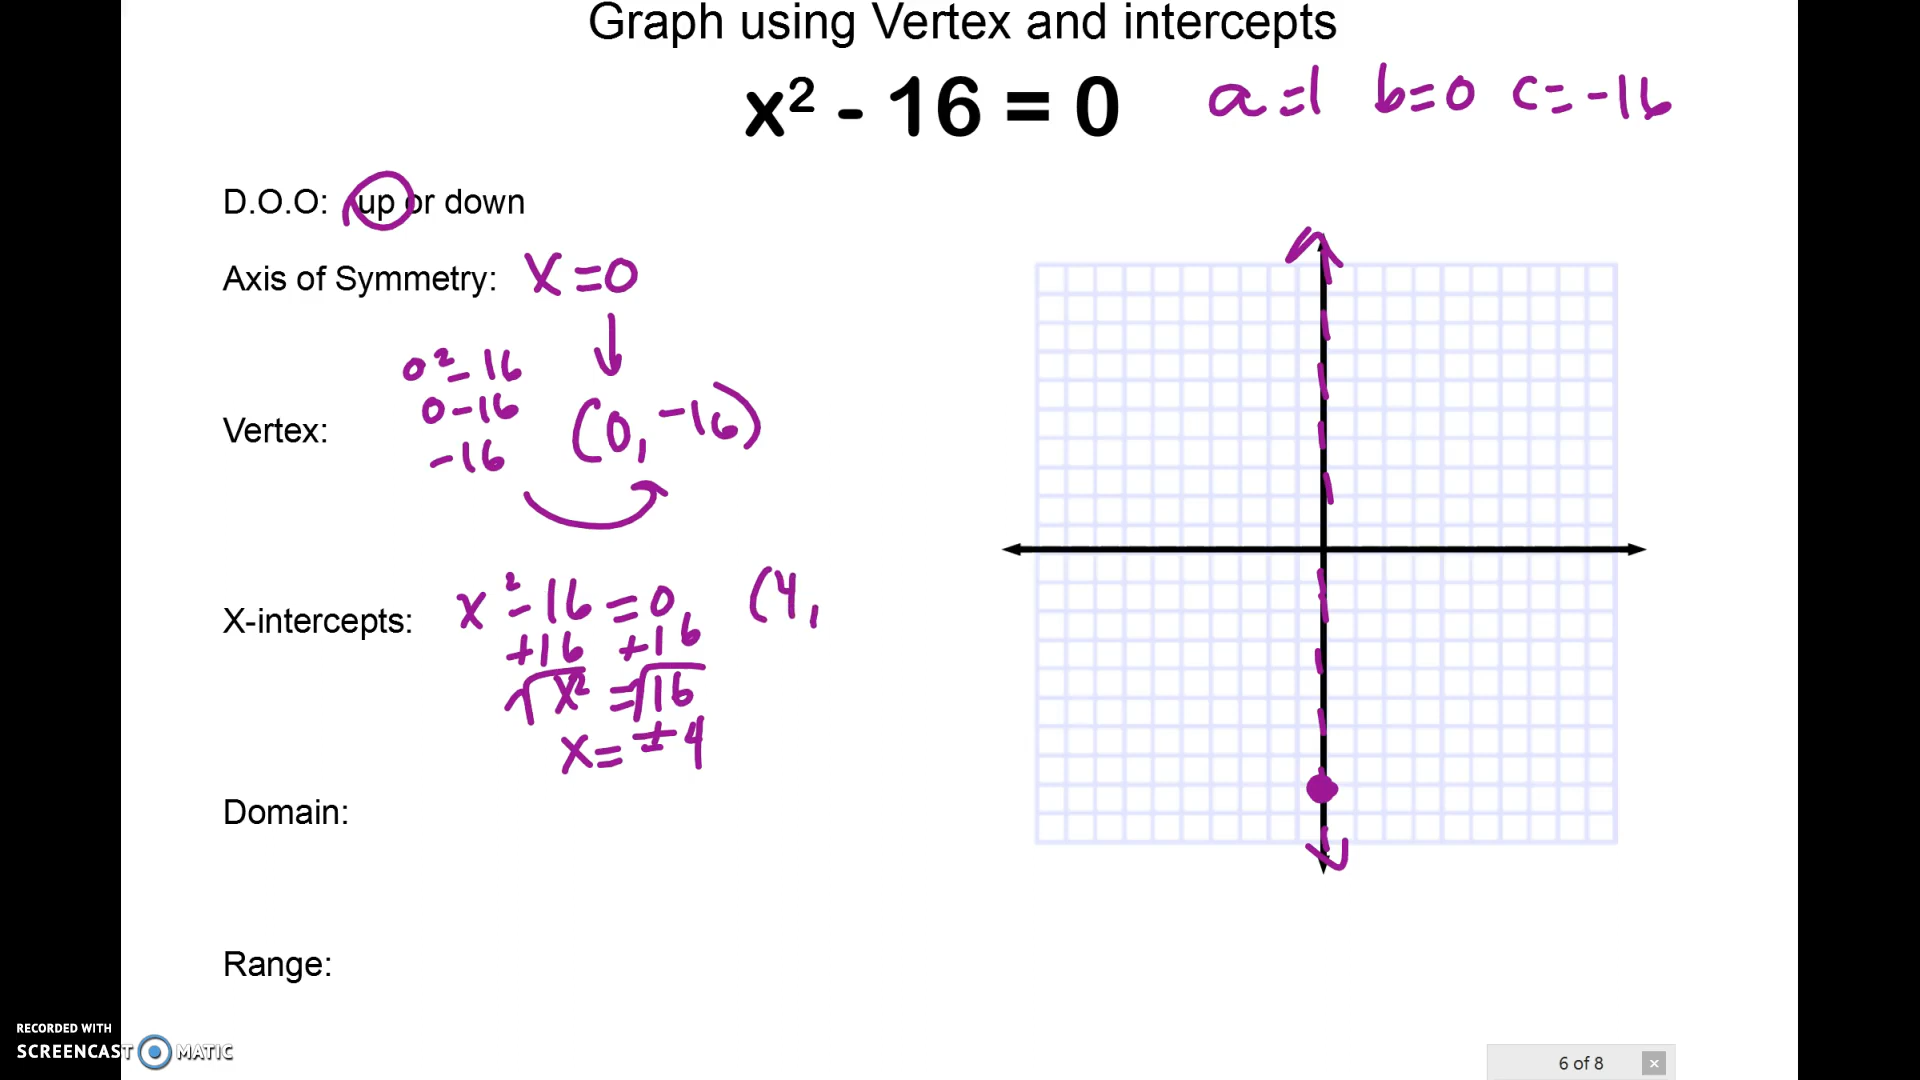 Graph using Vertex and intercepts
x² - 16 = 0 a=1 b=0 c=-16
D.O.O: up or down
Axis of Symmetry: x=0
0²-16
0-16
Vertex: (0,-16)
-16
X-intercepts: x²-16=0 (4,
+16 +16
√x² =√16
x=±4
Domain:
Range:
RECORDED WITH
SCREENCAST MATIC
6 of 8